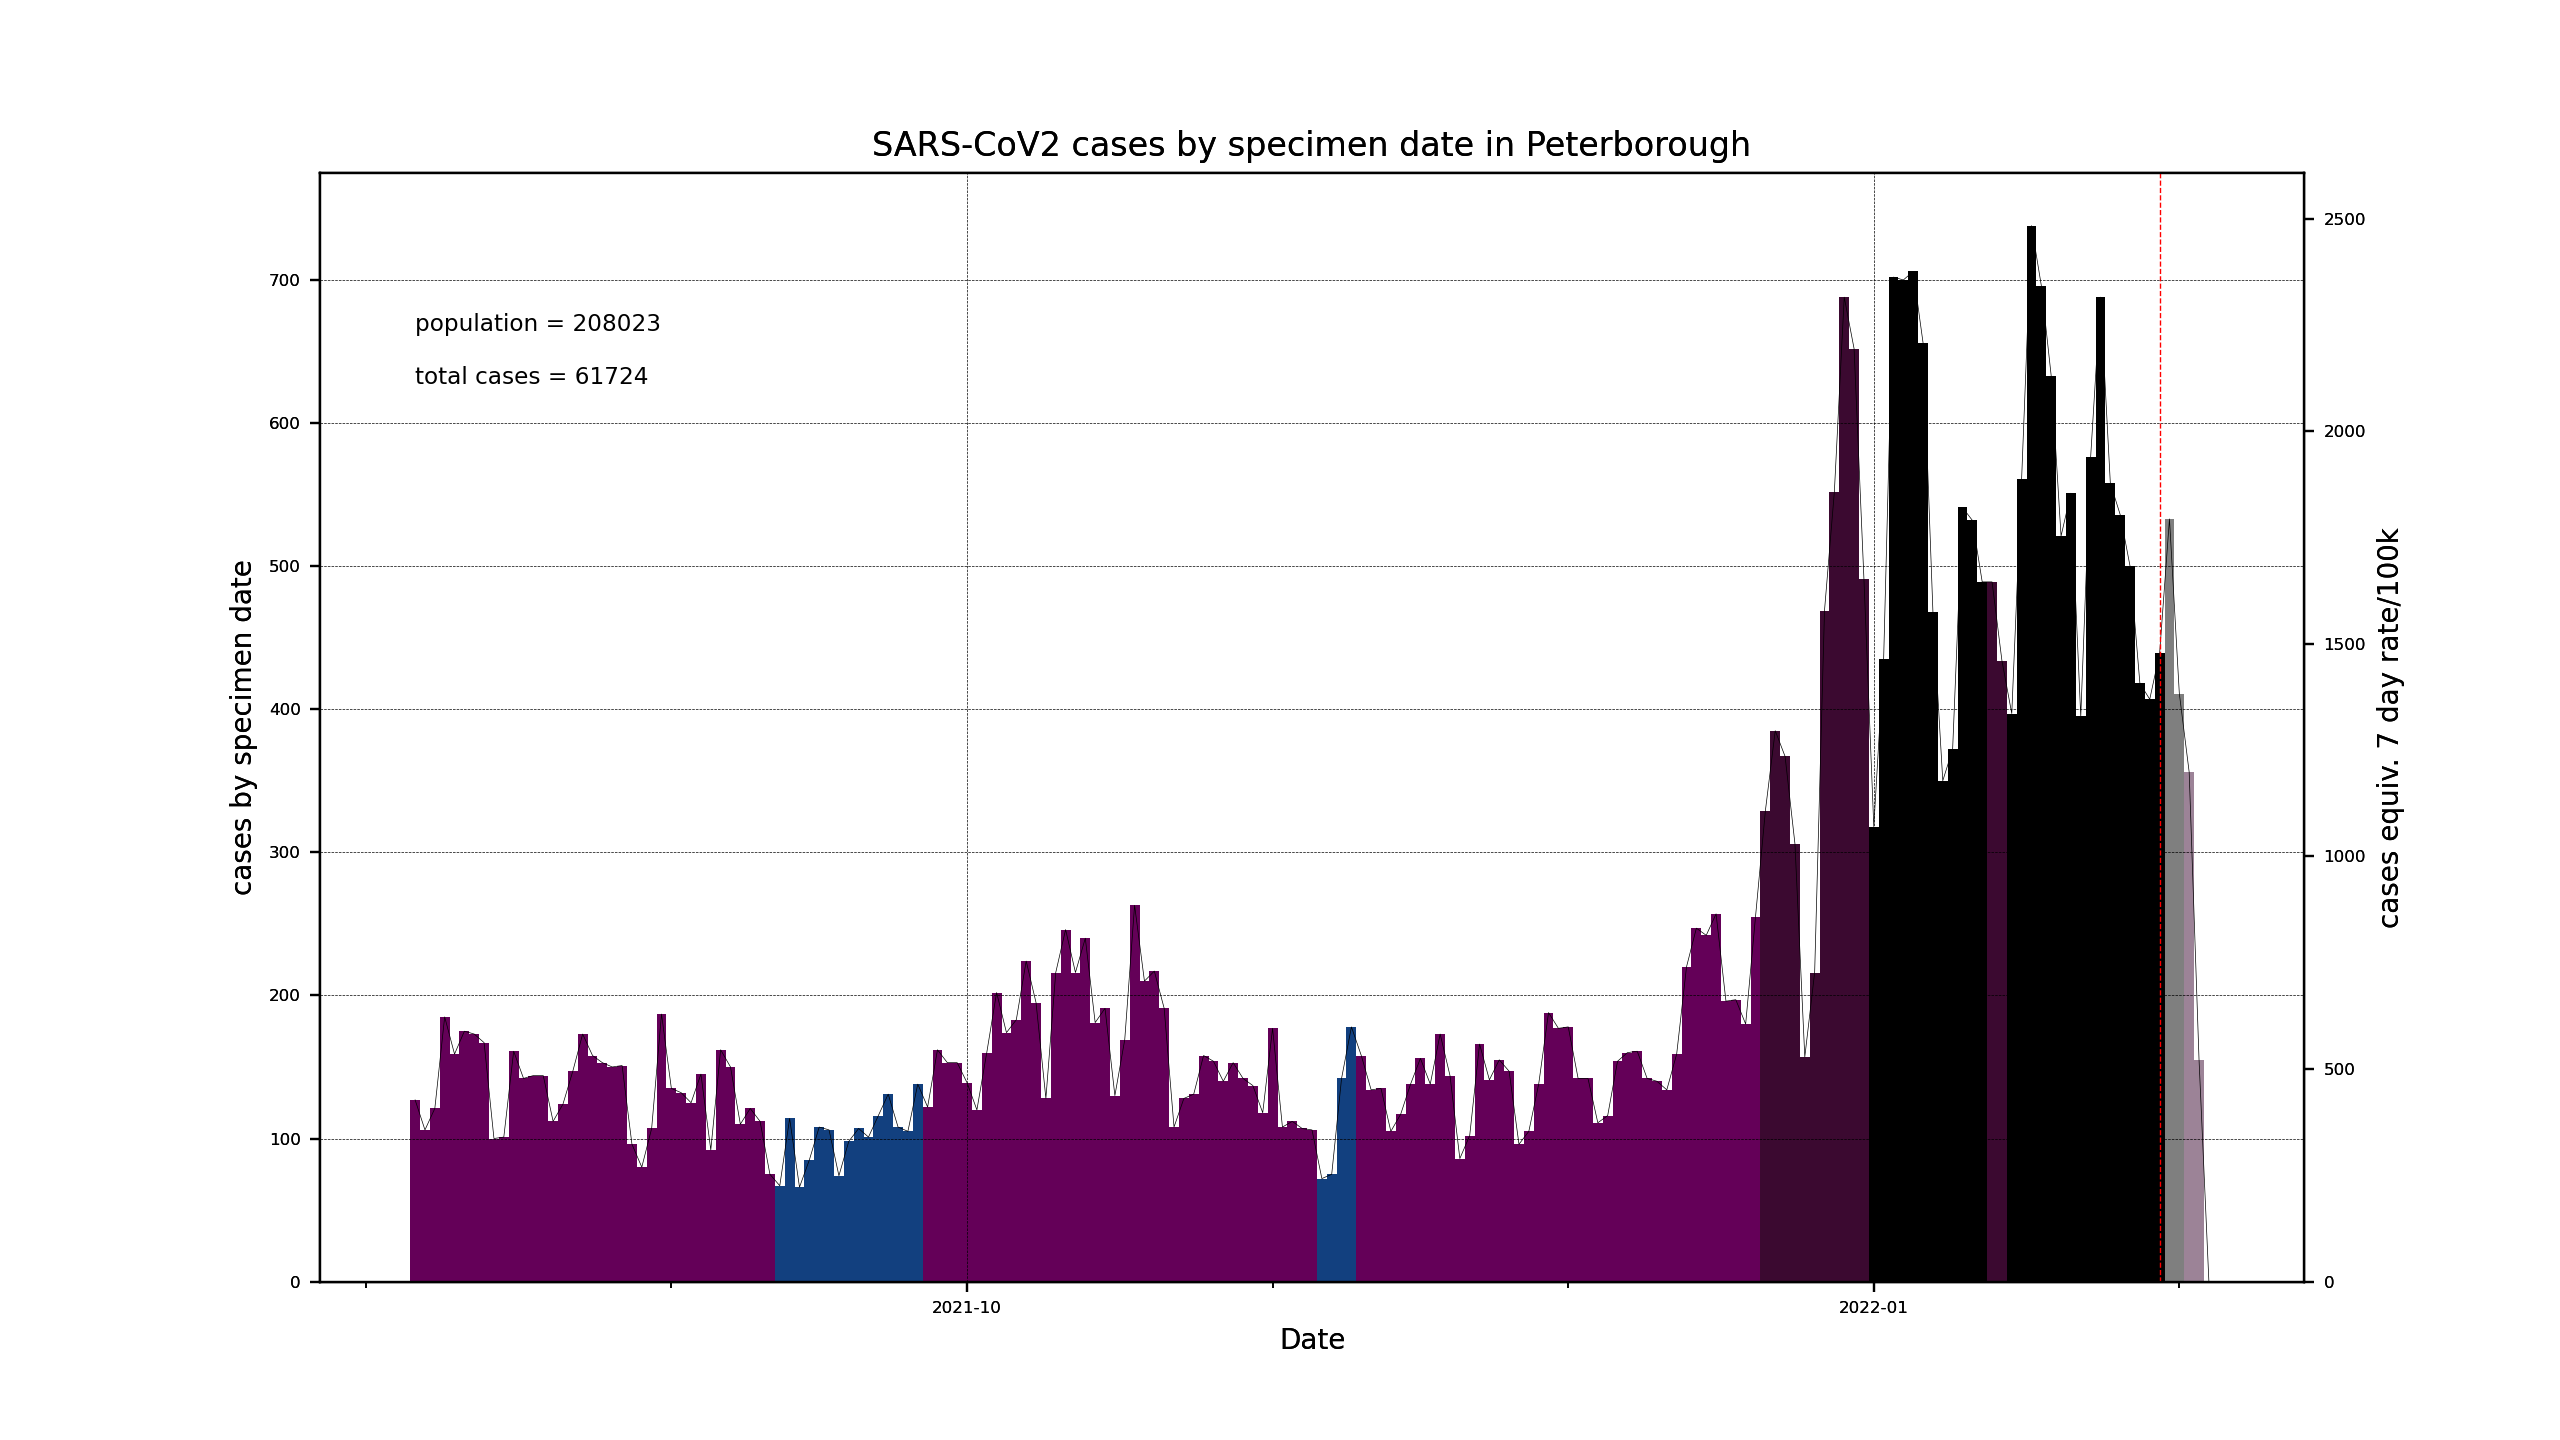 SARS-CoV2 cases by specimen date in Peterborough
population = 208023
total cases = 61724
cases by specimen date
700
600
500
400
300
200
100
0
2500
2000
1500
1000
500
0
cases equiv. 7 day rate/100k
2021-10
2022-01
Date